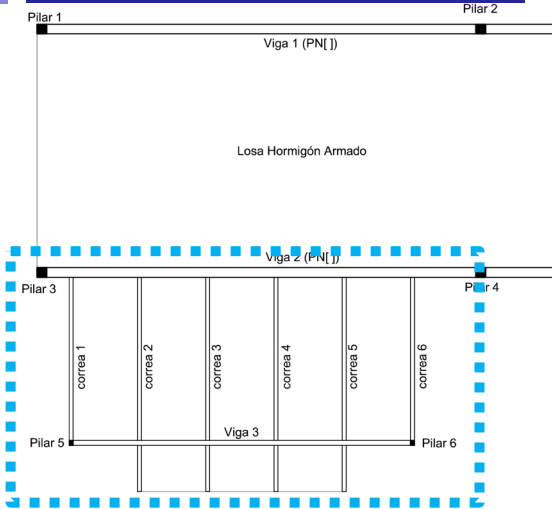 Pilar 1
Pilar 2
Viga 1 (PN[ ])
Losa Hormigón Armado
Viga 2 (PN[ ])
Pilar 3
Pilar 4
correa 1
correa 2
correa 3
correa 4
correa 5
correa 6
Viga 3
Pilar 5
Pilar 6